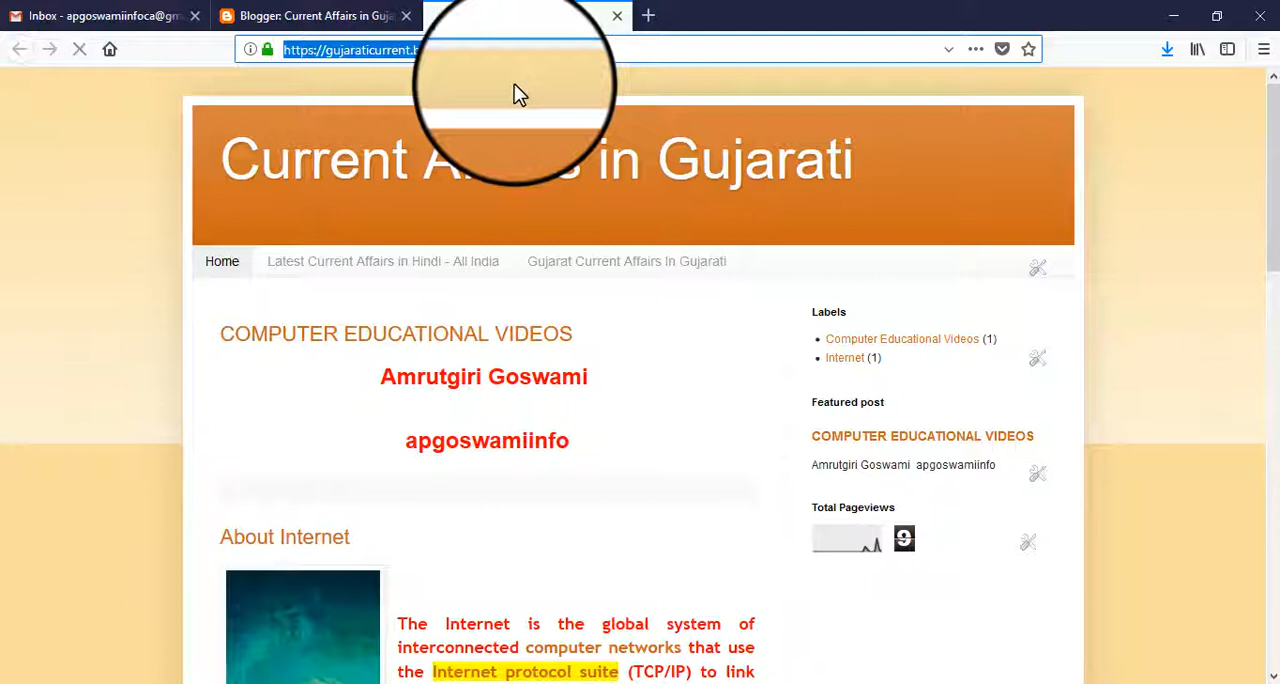 Inbox - apgoswamiinfoca@gm
Blogger: Current Affairs in Guja
https://gujaraticurrent.b
Current A s in Gujarati
Home Latest Current Affairs in Hindi - All India Gujarat Current Affairs In Gujarati
COMPUTER EDUCATIONAL VIDEOS
Amrutgiri Goswami
apgoswamiinfo
About Internet
The Internet is the global system of
interconnected computer networks that use
the Internet protocol suite (TCP/IP) to link
Labels
Computer Educational Videos (1)
Internet (1)
Featured post
COMPUTER EDUCATIONAL VIDEOS
Amrutgiri Goswami apgoswamiinfo
Total Pageviews
9